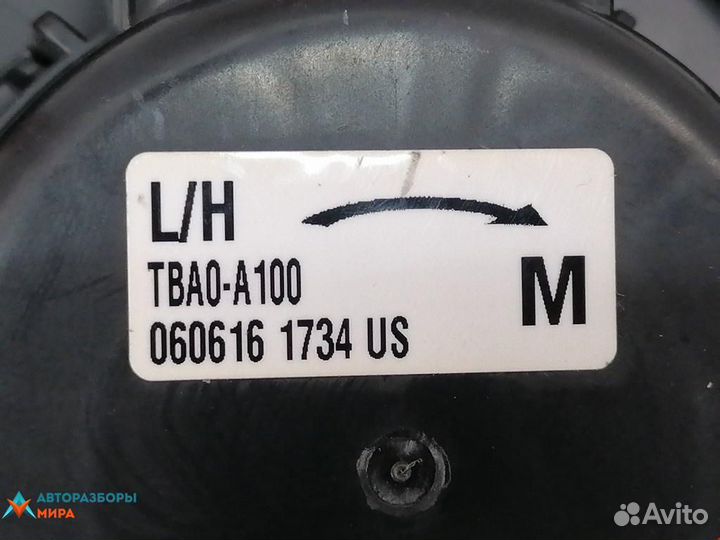 L/H
TBA0-A100
M
060616 1734 US
АВТОРАЗБОРЫ
МИРА
Avito